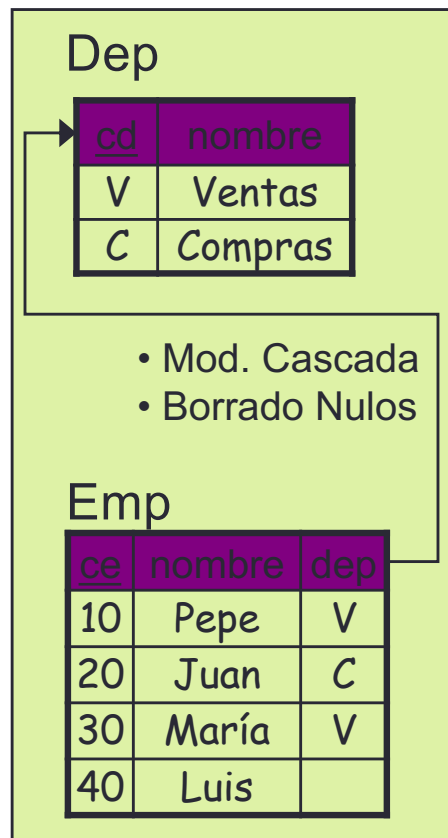 Dep
cd nombre
V Ventas
C Compras
• Mod. Cascada
• Borrado Nulos
Emp
ce nombre dep
10 Pepe V
20 Juan C
30 María V
40 Luis